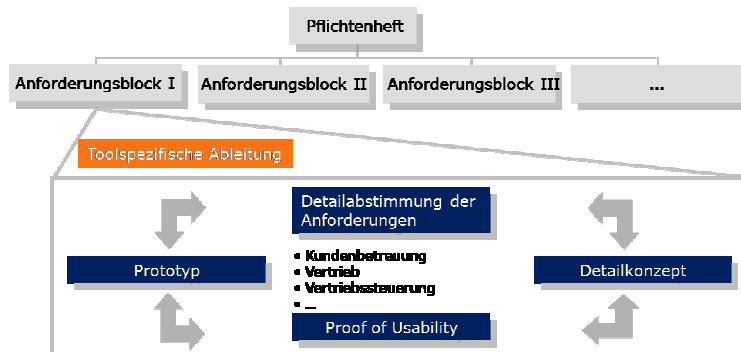 Pflichtenheft
Anforderungsblock I
Anforderungsblock II
Anforderungsblock III
...
Toolspezifische Ableitung
Detailabstimmung der
Anforderungen
• Kundenbetreuung
• Vertrieb
• Vertriebssteuerung
• ...
Prototyp
Detailkonzept
Proof of Usability